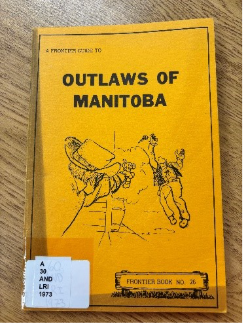 A FRONTIER GUIDE TO
OUTLAWS OF
MANITOBA
A
30
AND
LRI
1973
FRONTIER BOOK NO. 26